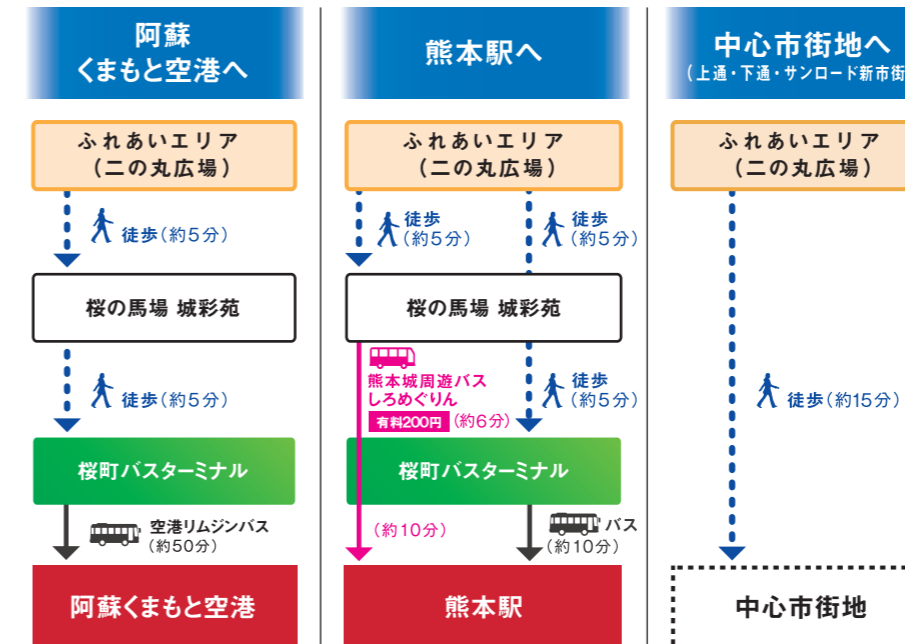 阿蘇
くまもと空港へ
ふれあいエリア
(二の丸広場)
徒歩(約5分)
桜の馬場 城彩苑
徒歩(約5分)
桜町バスターミナル
空港リムジンバス
(約50分)
阿蘇くまもと空港
熊本駅へ
ふれあいエリア
(二の丸広場)
徒歩
(約5分)
徒歩
(約5分)
桜の馬場 城彩苑
熊本城周遊バス
しろめぐりん
有料200円 (約6分)
徒歩
(約5分)
桜町バスターミナル
(約10分)
バス
(約10分)
熊本駅
中心市街地へ
(上通・下通・サンロード新市街
ふれあいエリア
(二の丸広場)
徒歩(約15分)
中心市街地